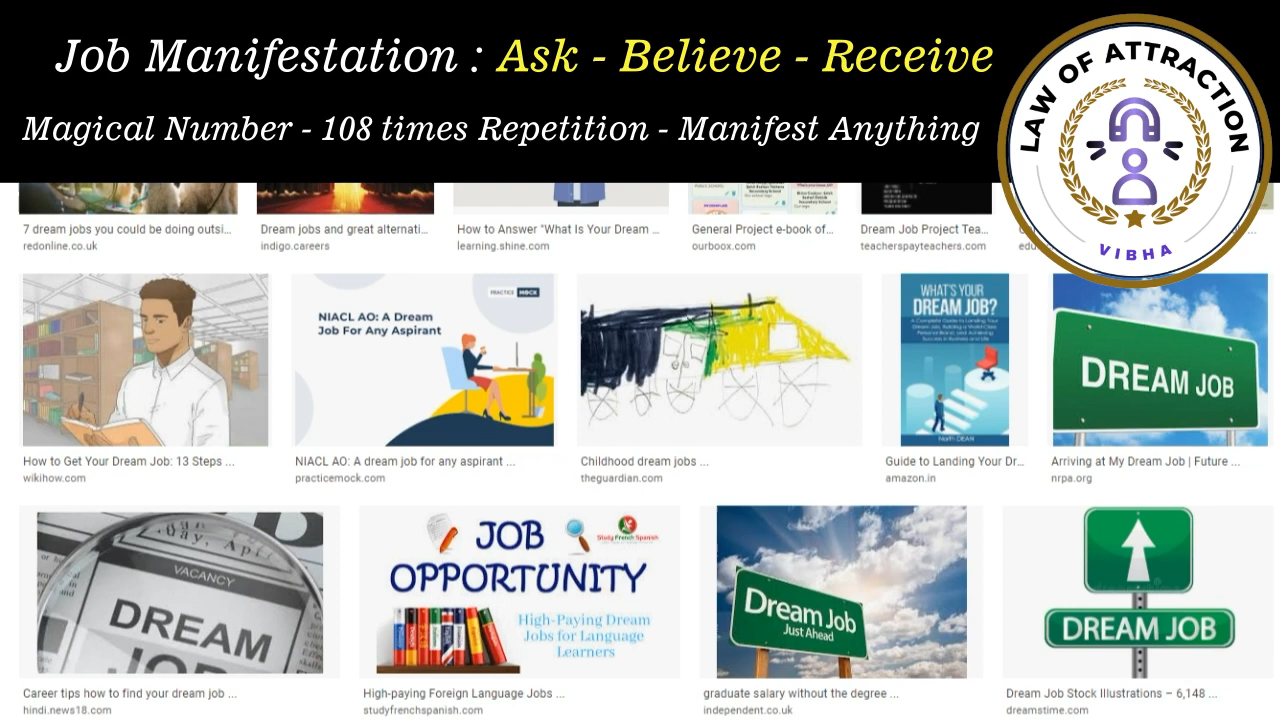 Job Manifestation : Ask - Believe - Receive
Magical Number - 108 times Repetition - Manifest Anything
LAW OF ATTRACTION
VIBHA
7 dream jobs you could be doing outsi...
redonline.co.uk
Dream jobs and great alternati...
indigo.careers
How to Answer "What Is Your Dream ...
learning.shine.com
General Project e-book of...
ourboox.com
Dream Job Project Tea...
teacherspayteachers.com
PRACTICE MOCK
NIACL AO: A Dream
Job For Any Aspirant
WHAT'S YOUR
DREAM JOB?
North DEAN
DREAM JOB
How to Get Your Dream Job: 13 Steps ...
wikihow.com
NIACL AO: A dream job for any aspirant ...
practicemock.com
Childhood dream jobs ...
theguardian.com
Guide to Landing Your Dr...
amazon.in
Arriving at My Dream Job | Future ...
nrpa.org
VACANCY
DREAM
JOB
JOB
OPPORTUNITY
Study French Spanish
High-Paying Dream
Jobs for Language
Learners
Dream Job
Just Ahead
DREAM JOB
Career tips how to find your dream job ...
hindi.news18.com
High-paying Foreign Language Jobs ...
studyfrenchspanish.com
graduate salary without the degree ...
independent.co.uk
Dream Job Stock Illustrations – 6,148 ...
dreamstime.com